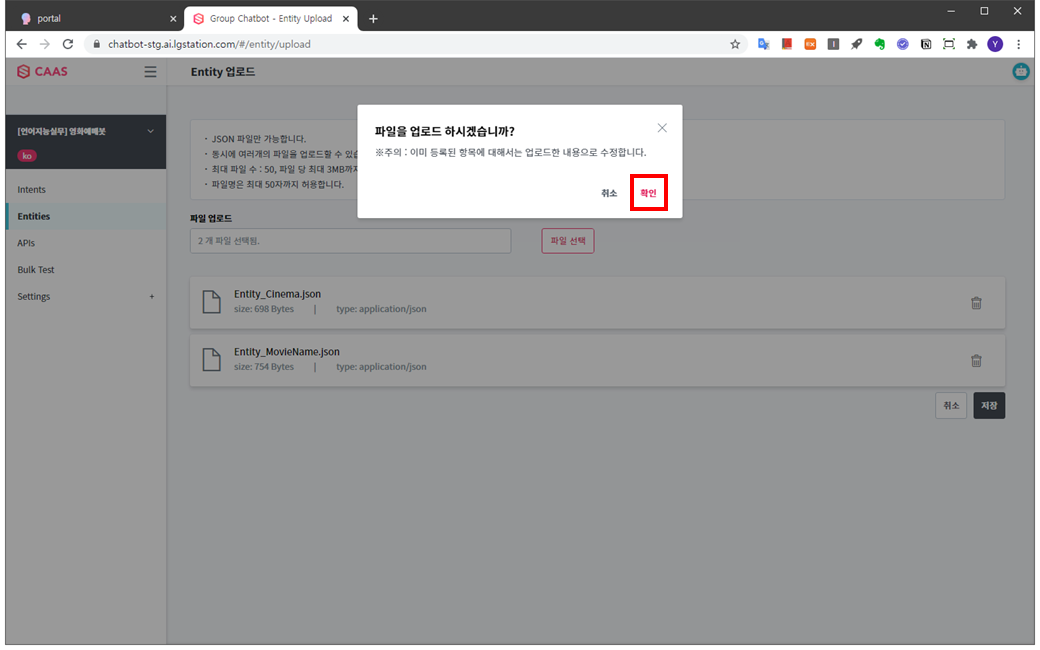 portal
Group Chatbot - Entity Upload
chatbot-stg.ai.lgstation.com/#/entity/upload
Y
CAAS
Entity 업로드
[언어지능실무] 영화예매봇
ko
Intents
Entities
APIs
Bulk Test
Settings +
· JSON 파일만 가능합니다.
· 동시에 여러개의 파일을 업로드할 수 있습
· 최대 파일 수 : 50, 파일 당 최대 3MB까지
· 파일명은 최대 50자까지 허용합니다.
파일을 업로드 하시겠습니까?
※주의 : 이미 등록된 항목에 대해서는 업로드한 내용으로 수정합니다.
취소 확인
파일 업로드
2 개 파일 선택됨.
파일 선택
Entity_Cinema.json
size: 698 Bytes | type: application/json
Entity_MovieName.json
size: 754 Bytes | type: application/json
취소 저장